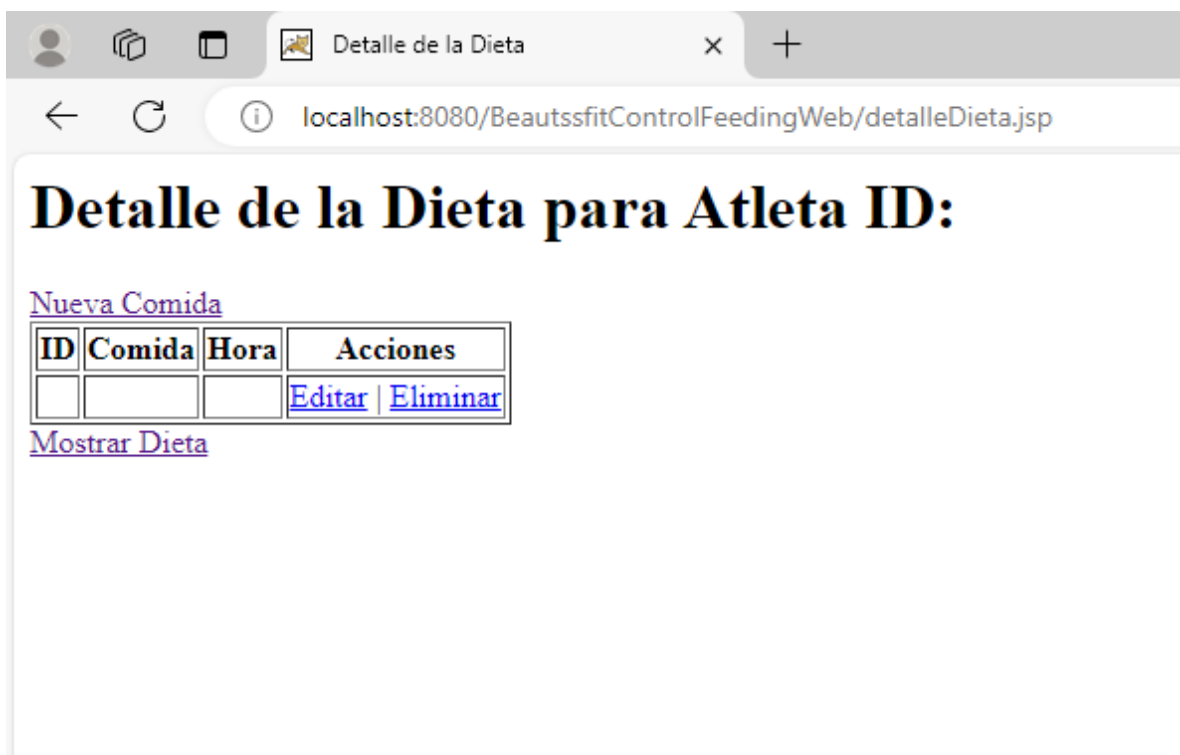 Detalle de la Dieta
localhost:8080/BeautssfitControlFeedingWeb/detalleDieta.jsp
Detalle de la Dieta para Atleta ID:
Nueva Comida
ID Comida Hora Acciones
Editar | Eliminar
Mostrar Dieta